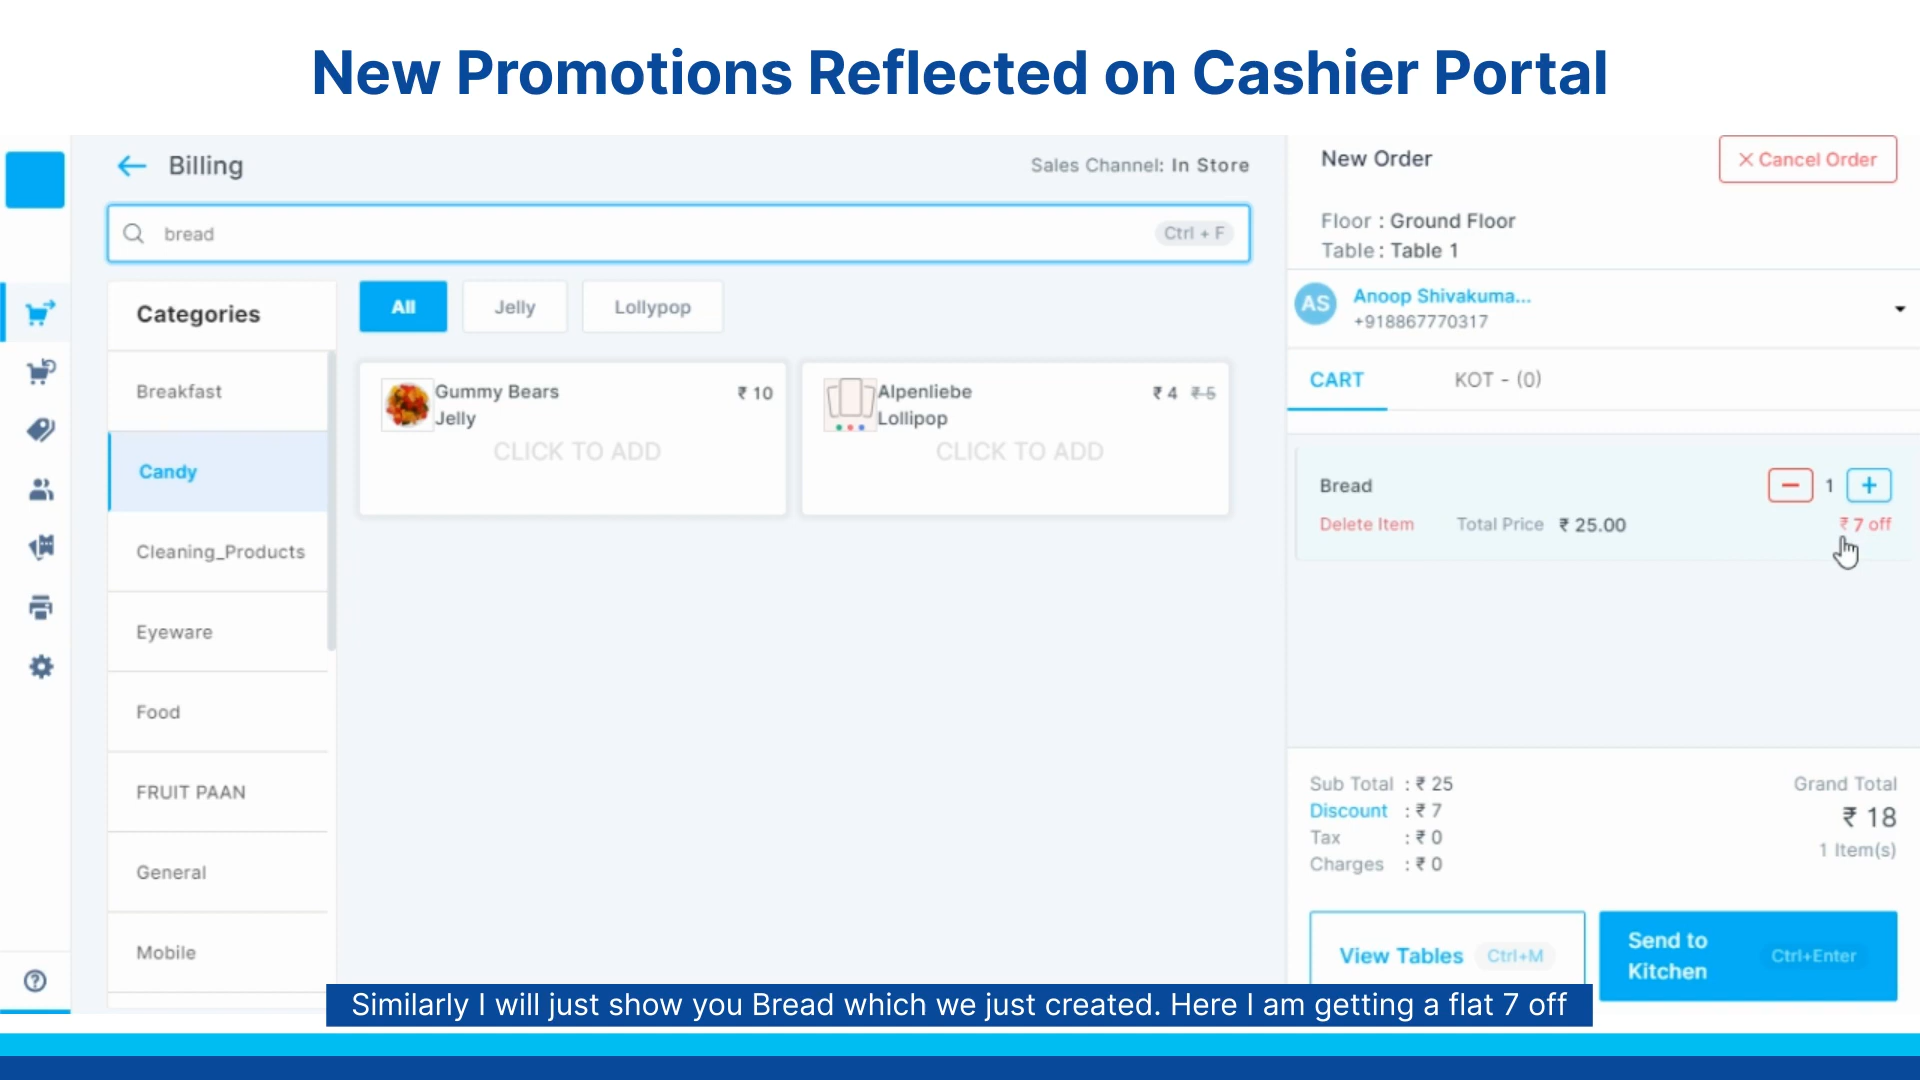 New Promotions Reflected on Cashier Portal
Billing
Sales Channel: In Store
bread
Ctrl + F
Categories
Breakfast
Candy
Cleaning_Products
Eyeware
Food
FRUIT PAAN
General
Mobile
All
Jelly
Lollypop
Gummy Bears
₹ 10
Jelly
CLICK TO ADD
Alpenliebe
₹ 4 ₹ 5
Lollipop
CLICK TO ADD
New Order
Cancel Order
Floor : Ground Floor
Table : Table 1
AS
Anoop Shivakuma...
+918867770317
CART
KOT - (0)
Bread
1
Delete Item
Total Price ₹ 25.00
₹ 7 off
Sub Total : ₹ 25
Discount : ₹ 7
Tax : ₹ 0
Charges : ₹ 0
Grand Total
₹ 18
1 Item(s)
View Tables Ctrl+M
Send to
Kitchen
Ctrl+Enter
Similarly I will just show you Bread which we just created. Here I am getting a flat 7 off